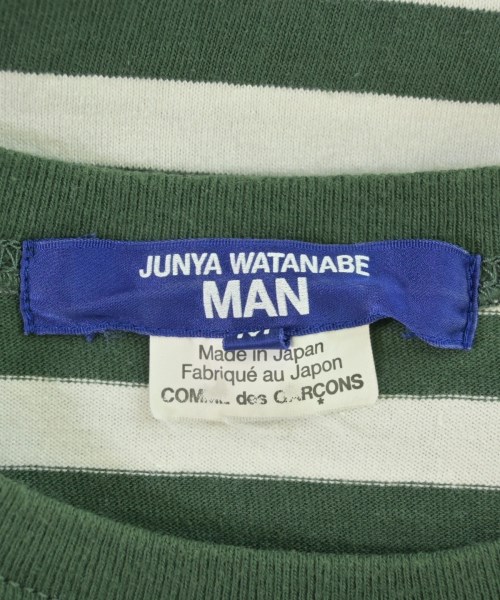 JUNYA WATANABE
MAN
Made in Japan
Fabriqué au Japon
COMME des GARÇONS